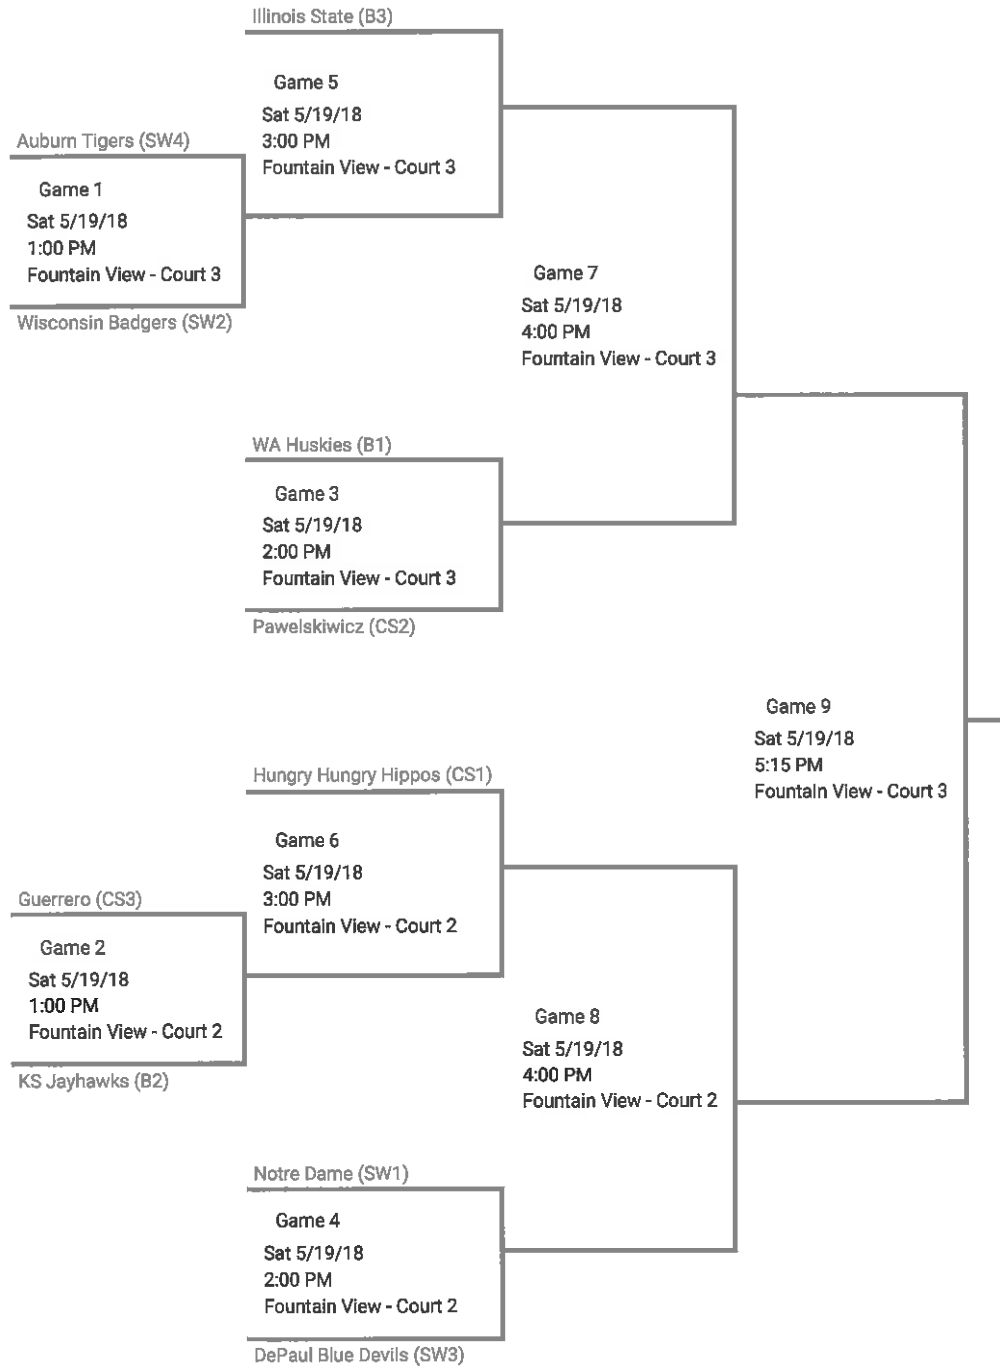 Illinois State (B3)
Game 5
Sat 5/19/18
3:00 PM
Fountain View - Court 3
Auburn Tigers (SW4)
Game 1
Sat 5/19/18
1:00 PM
Fountain View - Court 3
Wisconsin Badgers (SW2)
Game 7
Sat 5/19/18
4:00 PM
Fountain View - Court 3
WA Huskies (B1)
Game 3
Sat 5/19/18
2:00 PM
Fountain View - Court 3
Pawelskiwicz (CS2)
Game 9
Sat 5/19/18
5:15 PM
Fountain View - Court 3
Hungry Hungry Hippos (CS1)
Game 6
Sat 5/19/18
3:00 PM
Fountain View - Court 2
Guerrero (CS3)
Game 2
Sat 5/19/18
1:00 PM
Fountain View - Court 2
KS Jayhawks (B2)
Game 8
Sat 5/19/18
4:00 PM
Fountain View - Court 2
Notre Dame (SW1)
Game 4
Sat 5/19/18
2:00 PM
Fountain View - Court 2
DePaul Blue Devils (SW3)